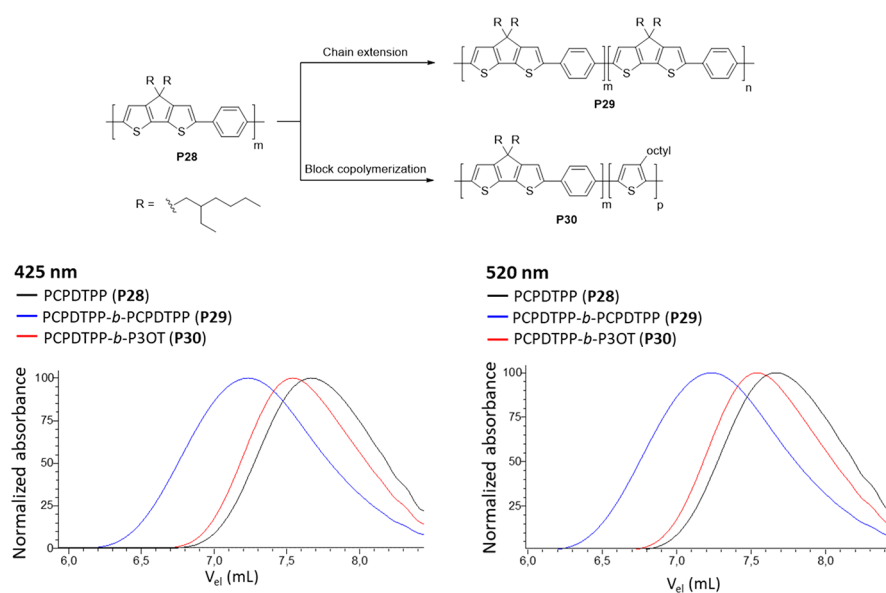 Chain extension
R R
R R
S
S
m
S
S
n
P29
R R
S
S
m
P28
Block copolymerization
R R
octyl
S
S
m
S
p
P30
R =
425 nm
PCPDTPP (P28)
PCPDTPP-b-PCPDTPP (P29)
PCPDTPP-b-P3OT (P30)
Normalized absorbance
100
75
50
25
0
6,0 6,5 7,0 7,5 8,0
Vel (mL)
520 nm
PCPDTPP (P28)
PCPDTPP-b-PCPDTPP (P29)
PCPDTPP-b-P3OT (P30)
Normalized absorbance
100
75
50
25
6,0 6,5 7,0 7,5 8,0
Vel (mL)